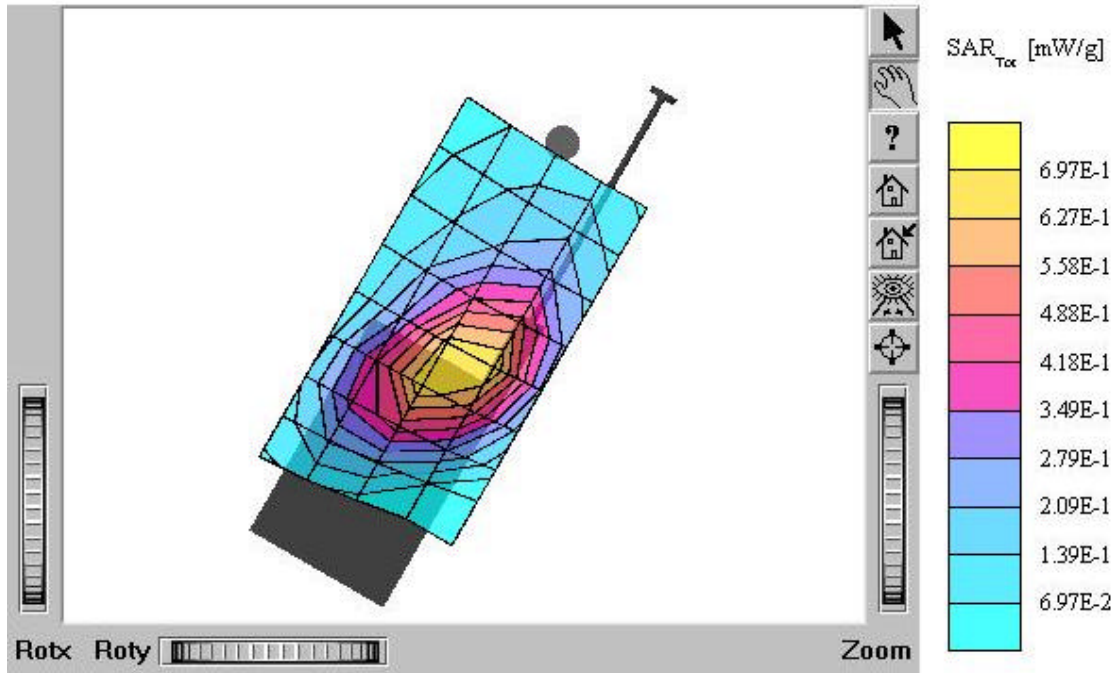 SAR_Tot [mW/g]
?
6.97E-1
6.27E-1
5.58E-1
4.88E-1
4.18E-1
3.49E-1
2.79E-1
2.09E-1
1.39E-1
6.97E-2
Rotx Roty Zoom